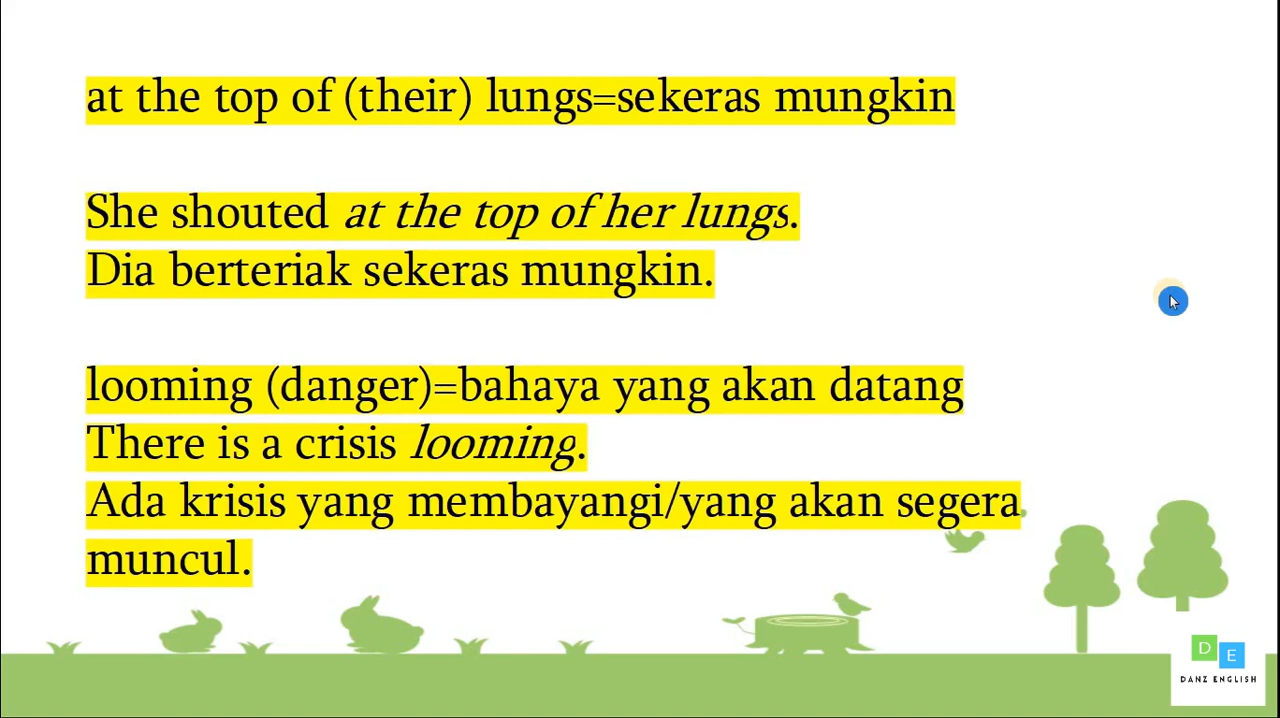 at the top of (their) lungs=sekeras mungkin
She shouted at the top of her lungs.
Dia berteriak sekeras mungkin.
looming (danger)=bahaya yang akan datang
There is a crisis looming.
Ada krisis yang membayangi/yang akan segera
muncul.
D E
DANZ ENGLISH